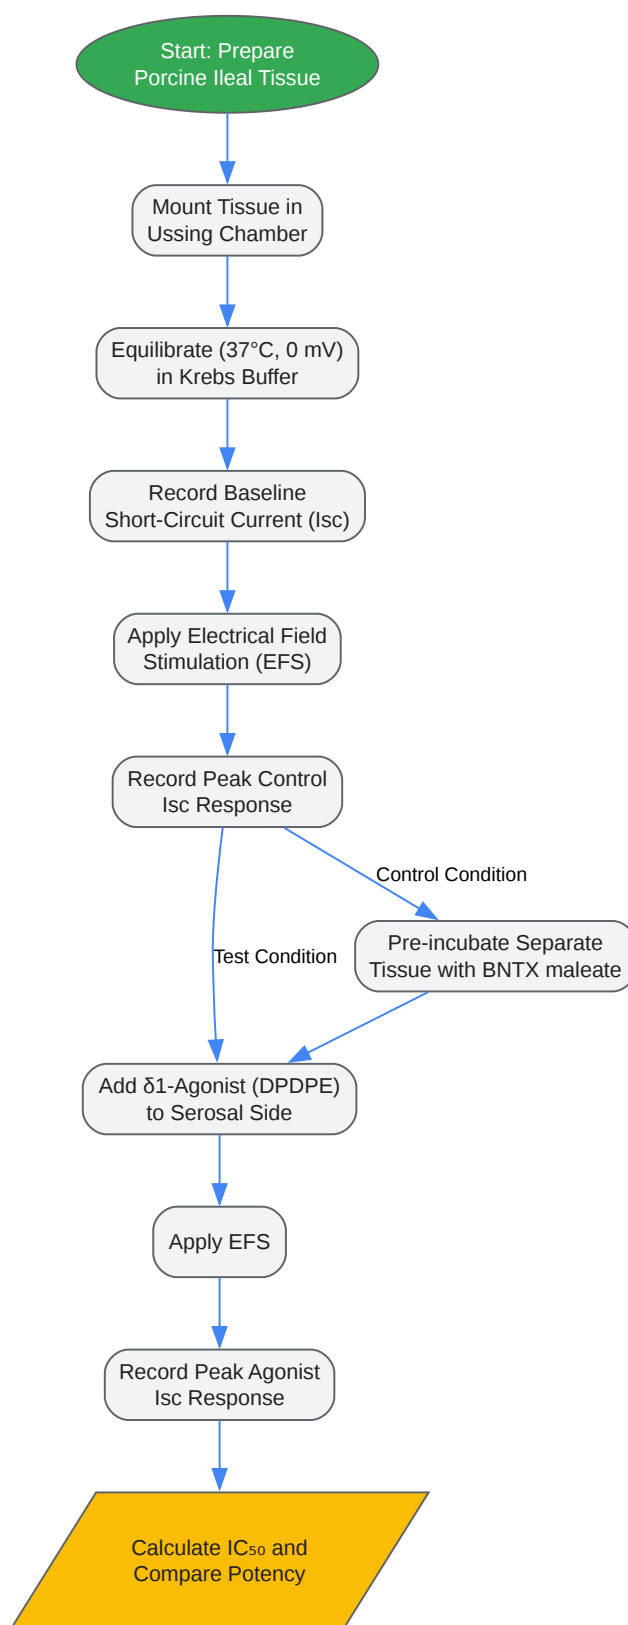 Start: Prepare
Porcine Ileal Tissue
Mount Tissue in
Ussing Chamber
Equilibrate (37°C, 0 mV)
in Krebs Buffer
Record Baseline
Short-Circuit Current (Isc)
Apply Electrical Field
Stimulation (EFS)
Record Peak Control
Isc Response
Control Condition
Pre-incubate Separate
Tissue with BNTX maleate
Test Condition
Add δ1-Agonist (DPDPE)
to Serosal Side
Apply EFS
Record Peak Agonist
Isc Response
Calculate IC₅₀ and
Compare Potency